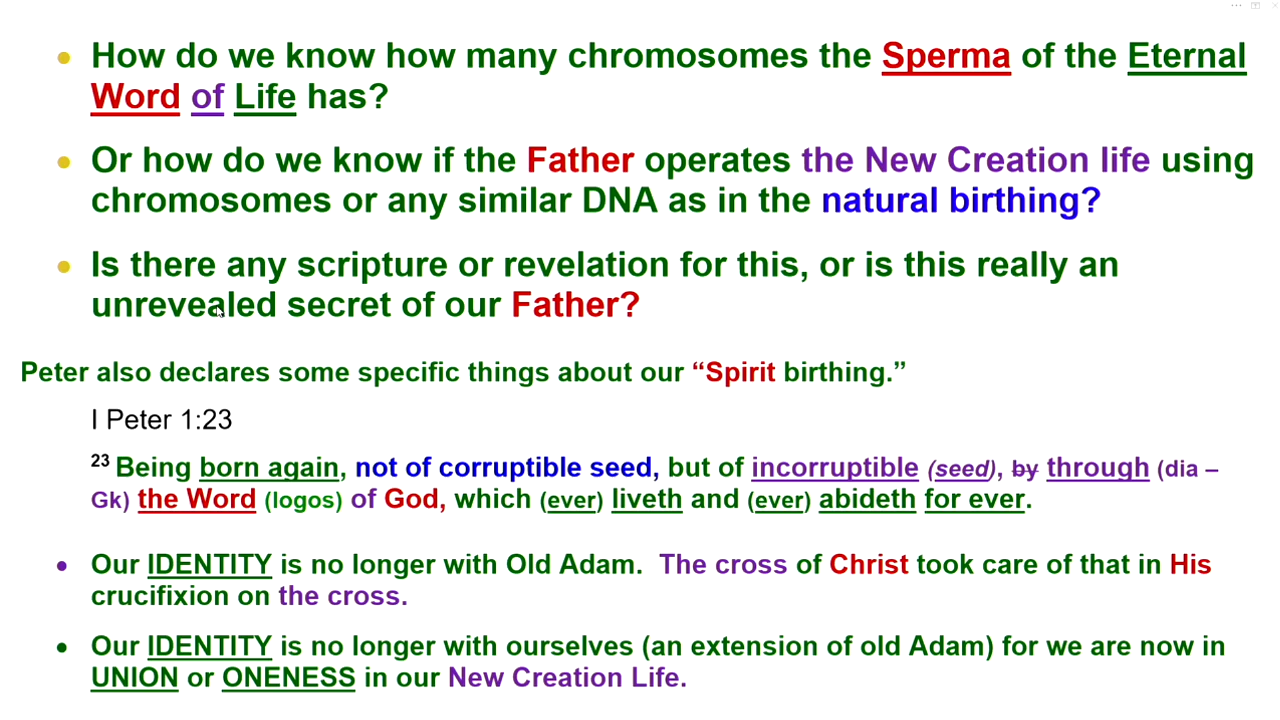 How do we know how many chromosomes the Sperma of the Eternal
Word of Life has?
Or how do we know if the Father operates the New Creation life using
chromosomes or any similar DNA as in the natural birthing?
Is there any scripture or revelation for this, or is this really an
unrevealed secret of our Father?
Peter also declares some specific things about our “Spirit birthing.”
I Peter 1:23
23 Being born again, not of corruptible seed, but of incorruptible (seed), by through (dia –
Gk) the Word (logos) of God, which (ever) liveth and (ever) abideth for ever.
Our IDENTITY is no longer with Old Adam.  The cross of Christ took care of that in His
crucifixion on the cross.
Our IDENTITY is no longer with ourselves (an extension of old Adam) for we are now in
UNION or ONENESS in our New Creation Life.